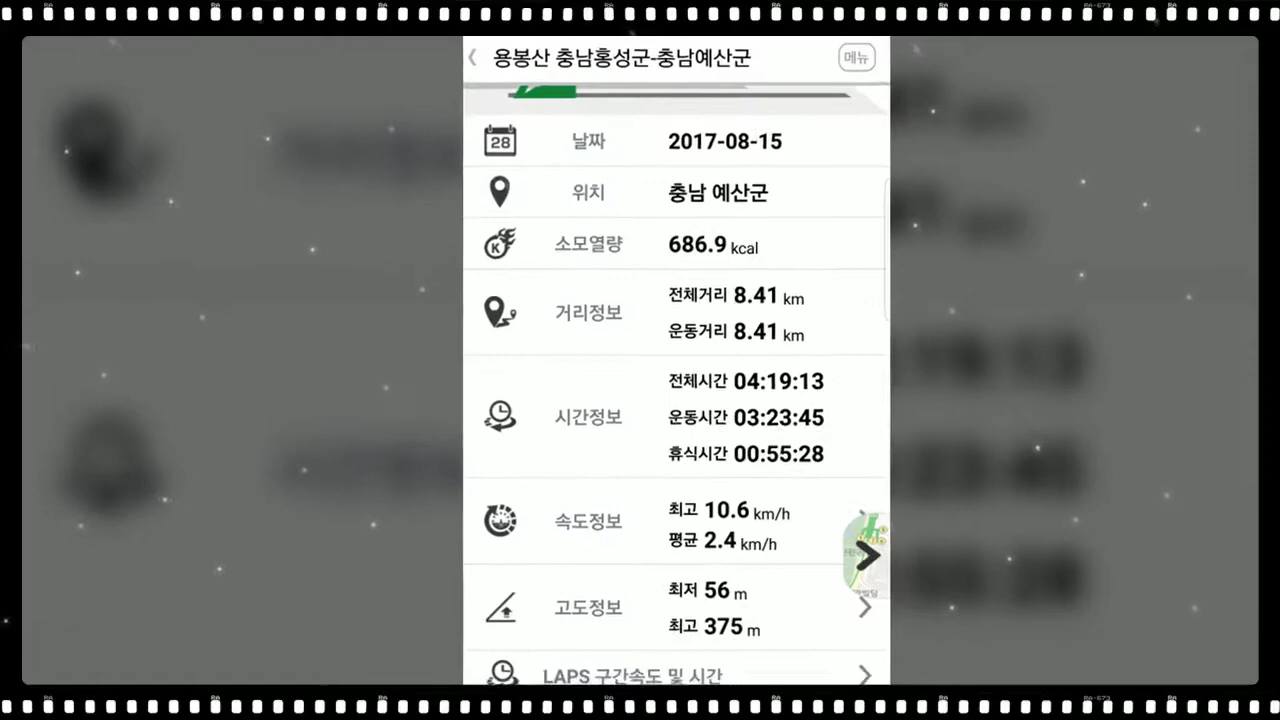 용봉산 충남홍성군-충남예산군
메뉴
28
날짜
2017-08-15
위치
충남 예산군
K
소모열량
686.9 kcal
거리정보
전체거리 8.41 km
운동거리 8.41 km
시간정보
전체시간 04:19:13
운동시간 03:23:45
휴식시간 00:55:28
속도정보
최고 10.6 km/h
평균 2.4 km/h
고도정보
최저 56 m
최고 375 m
LAPS 구간속도 및 시간